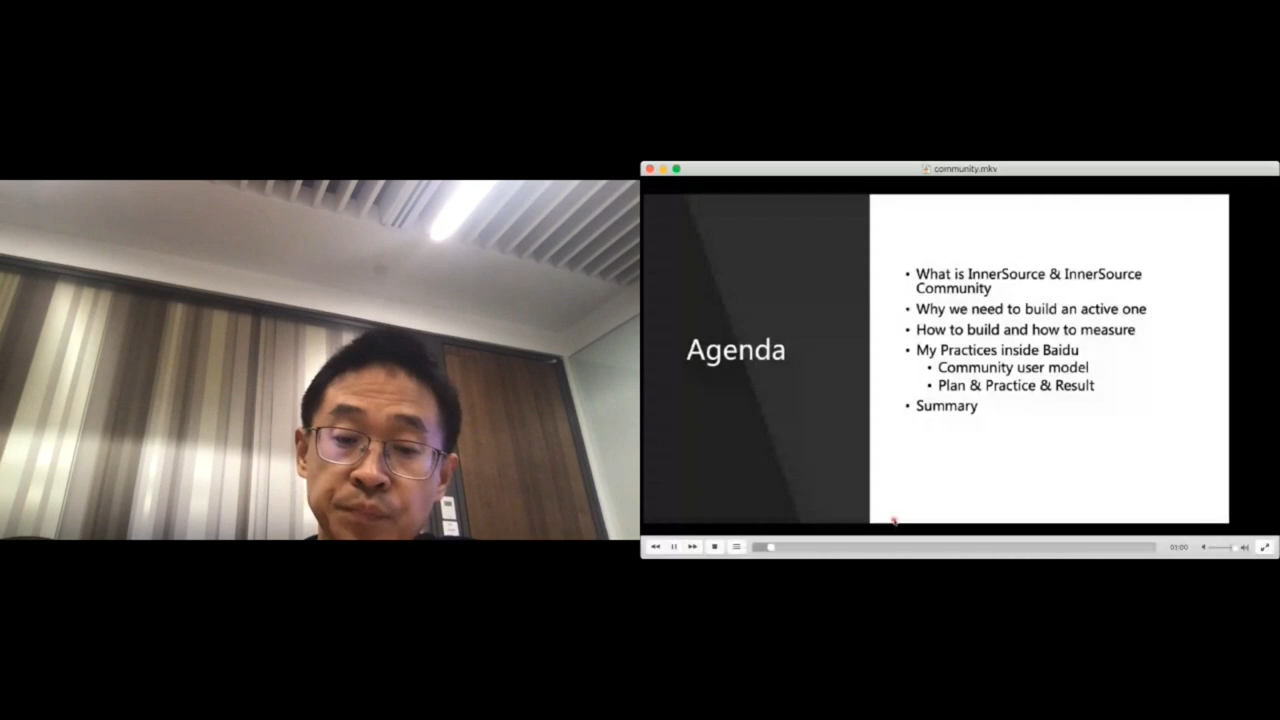 community.mkv
Agenda
• What is InnerSource & InnerSource
Community
• Why we need to build an active one
• How to build and how to measure
• My Practices inside Baidu
• Community user model
• Plan & Practice & Result
• Summary
01:00